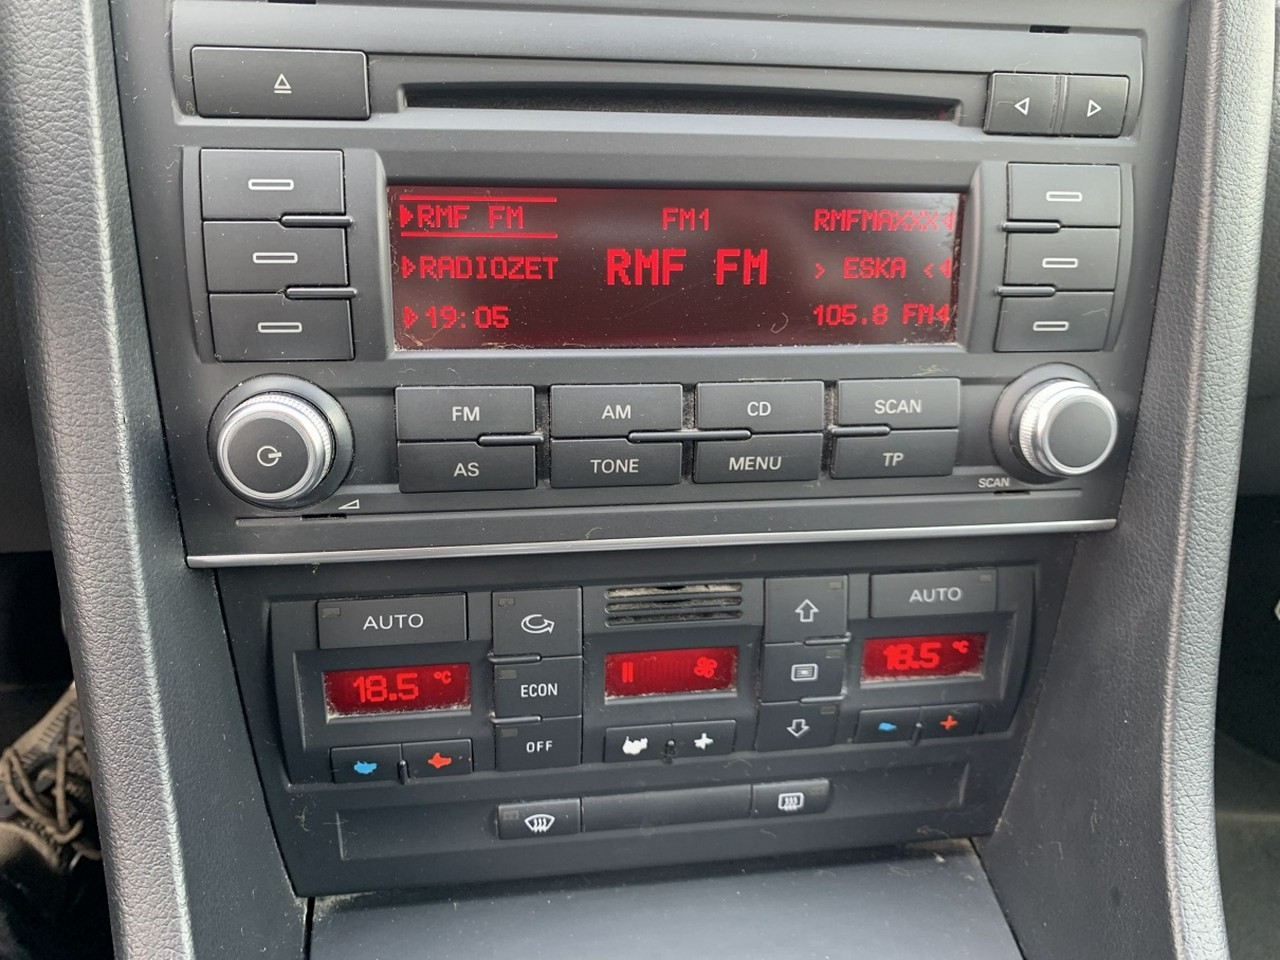 RMF FM FM1 RMFMAXXX
RADIOZET RMF FM > ESKA <
19:05 105.8 FM4
FM AM CD SCAN
AS TONE MENU TP
SCAN
AUTO AUTO
18.5 °C 18.5 °C
ECON
OFF